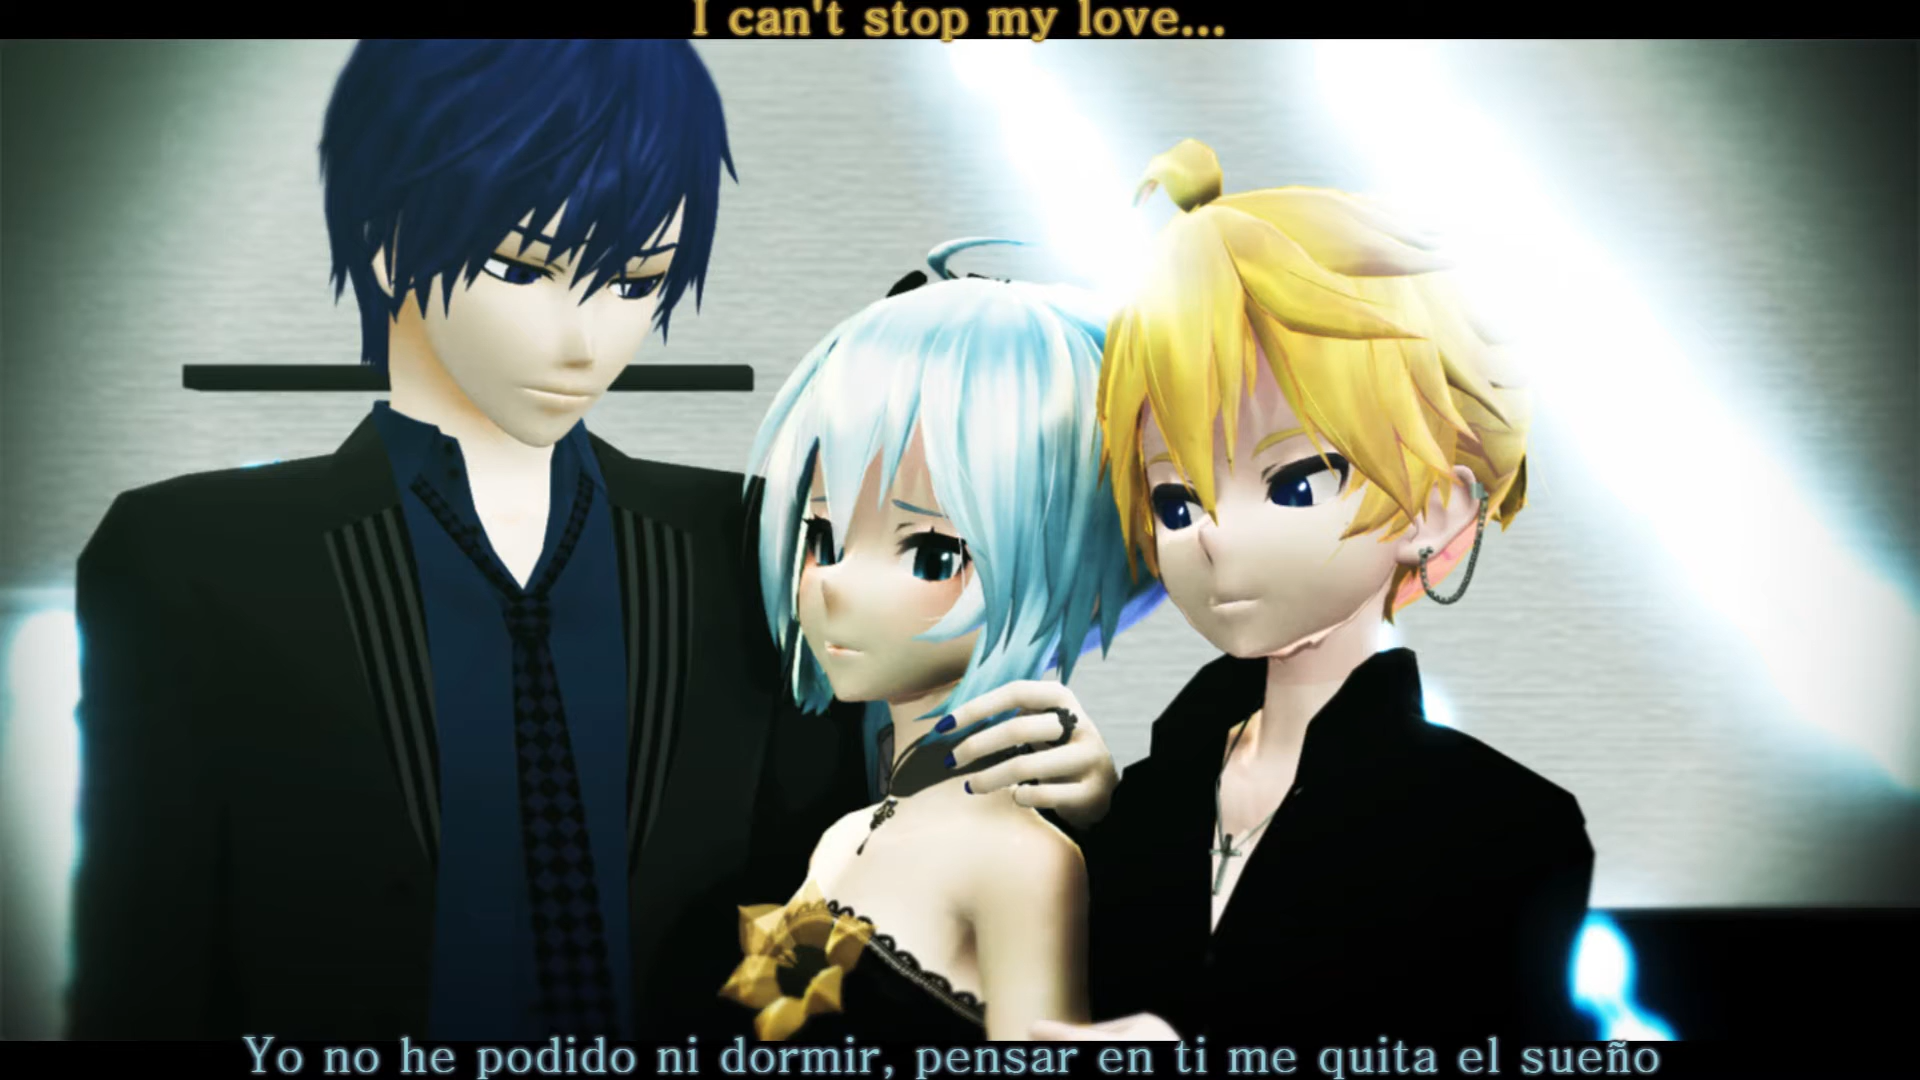 I can't stop my love...
Yo no he podido ni dormir, pensar en ti me quita el sueño